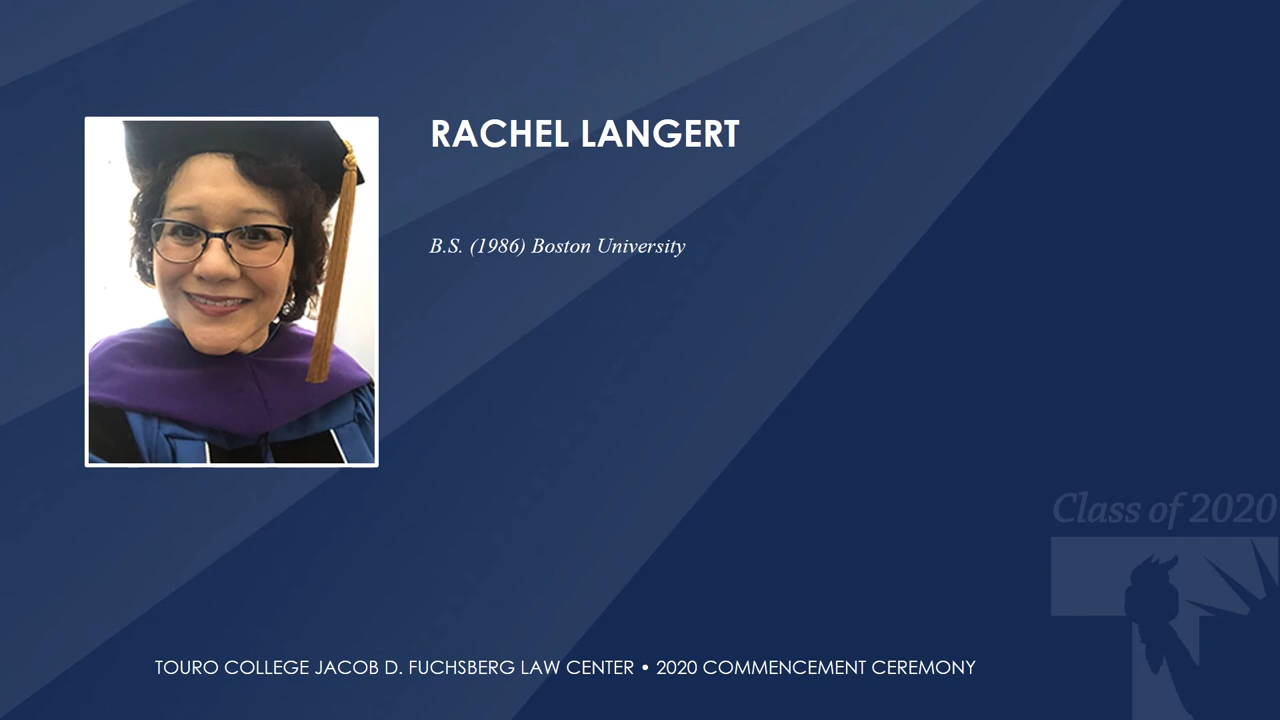 RACHEL LANGERT
B.S. (1986) Boston University
Class of 2020
TOURO COLLEGE JACOB D. FUCHSBERG LAW CENTER • 2020 COMMENCEMENT CEREMONY